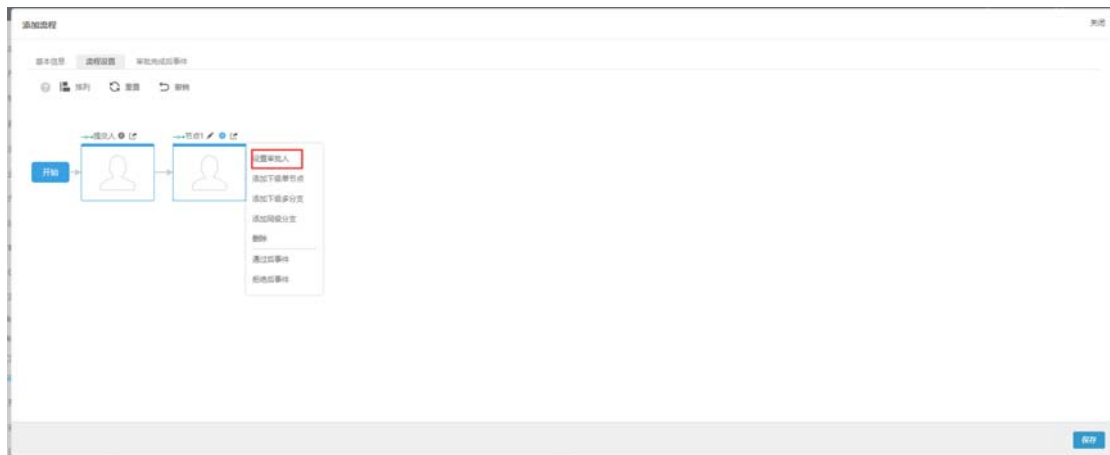 添加流程
关闭
基本信息 流程设置 审批完成后事件
排列 重置 撤销
提交人 节点1
开始
设置审批人
添加下级单节点
添加下级多分支
添加同级分支
删除
通过后事件
拒绝后事件
保存